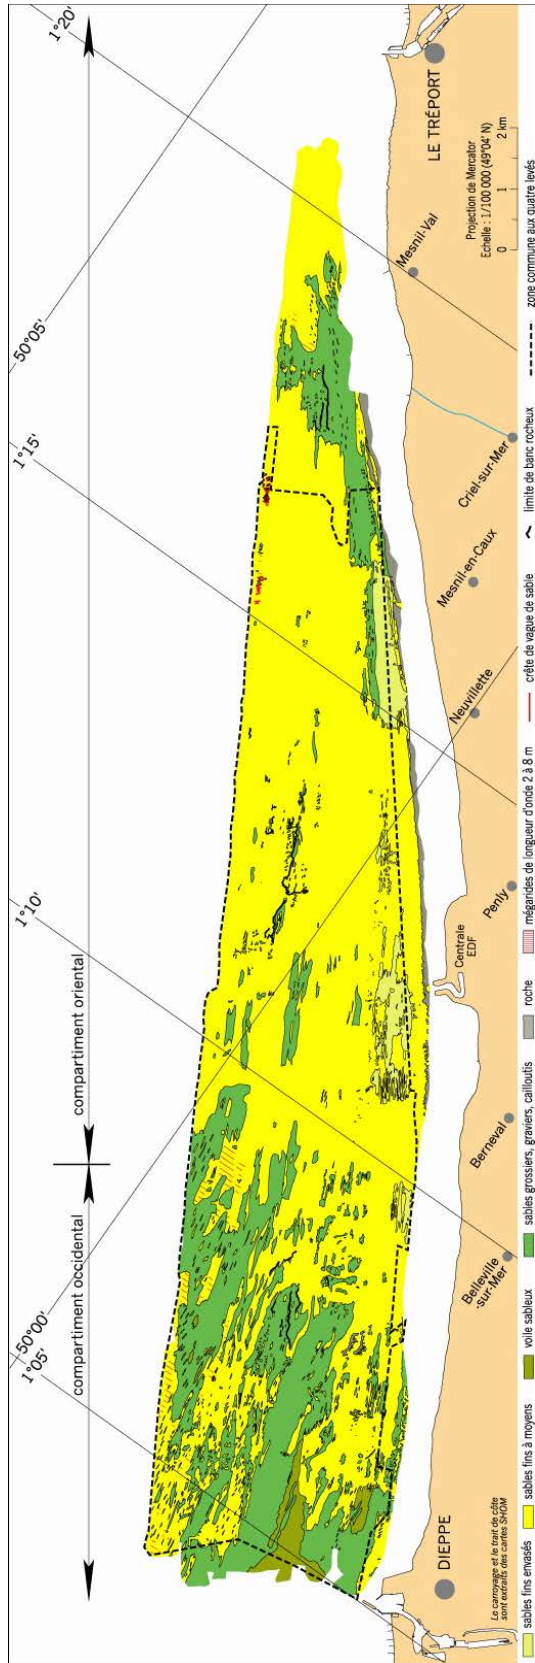 1°20'
50°05'
1°15'
1°10'
50°00'
1°05'
compartiment occidental
compartiment oriental
DIEPPE
Belleville
-sur-Mer
Berneval
Centrale
EDF
Penly
Neuvillette
Mesnil-en-Caux
Criel-sur-Mer
Mesnil-Val
LE TRÉPORT
Projection de Mercator
Echelle : 1/100 000 (49°04' N)
0 1 2 km
Le carroyage et le trait de côte
sont extraits des cartes SHOM
sables fins envasés
sables fins à moyens
voile sableux
sables grossiers, graviers, cailloutis
roche
mégarides de longueur d'onde 2 à 8 m
crête de vague de sable
limite de banc rocheux
zone commune aux quatre levés